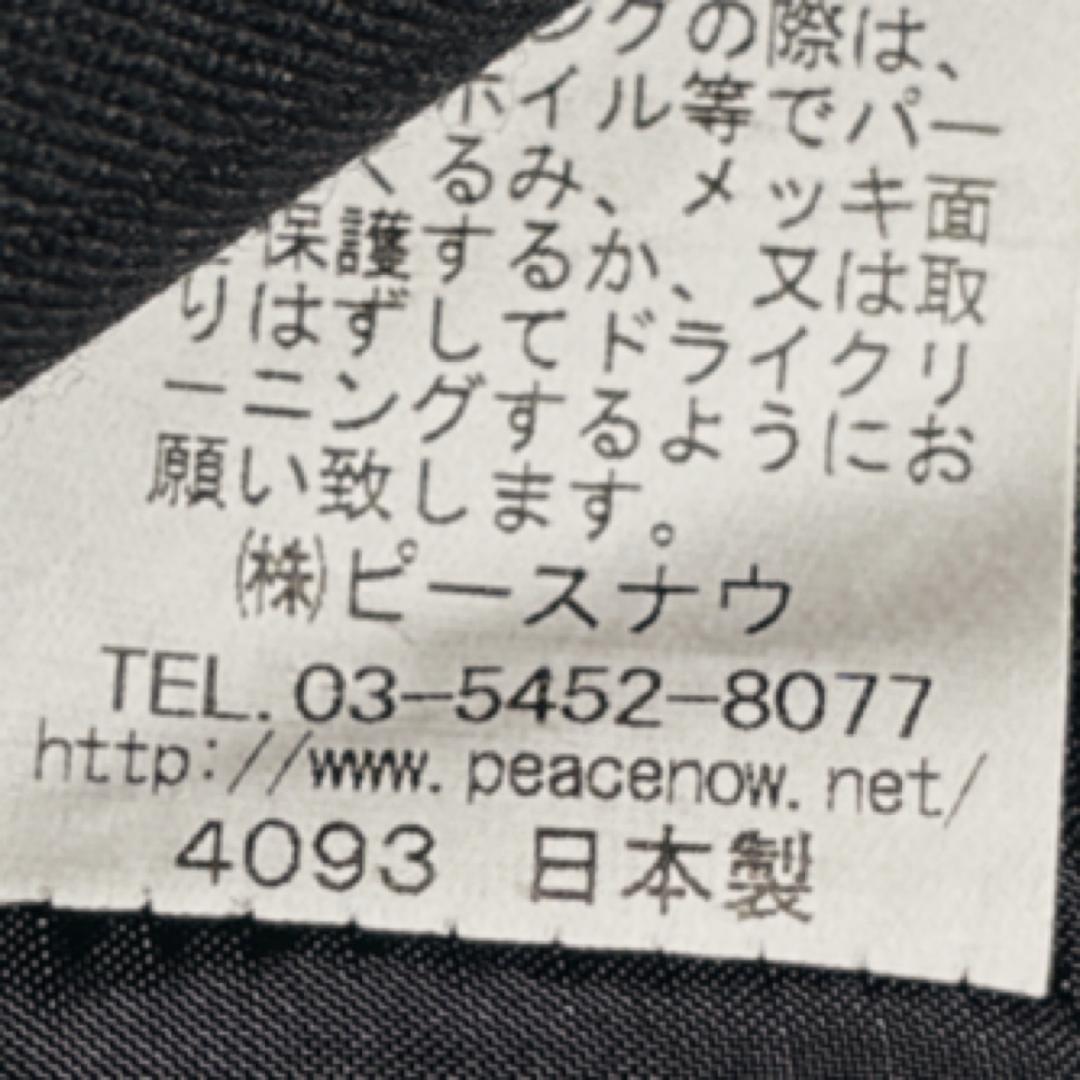 ングの際は、
ホイル等でパー
くるみ、メッキ面
保護するか、又は取
りはずしてドライクリ
ーニングするようにお
願い致します。
㈱ピースナウ
TEL. 03-5452-8077
http://www.peacenow.net/
4093 日本製